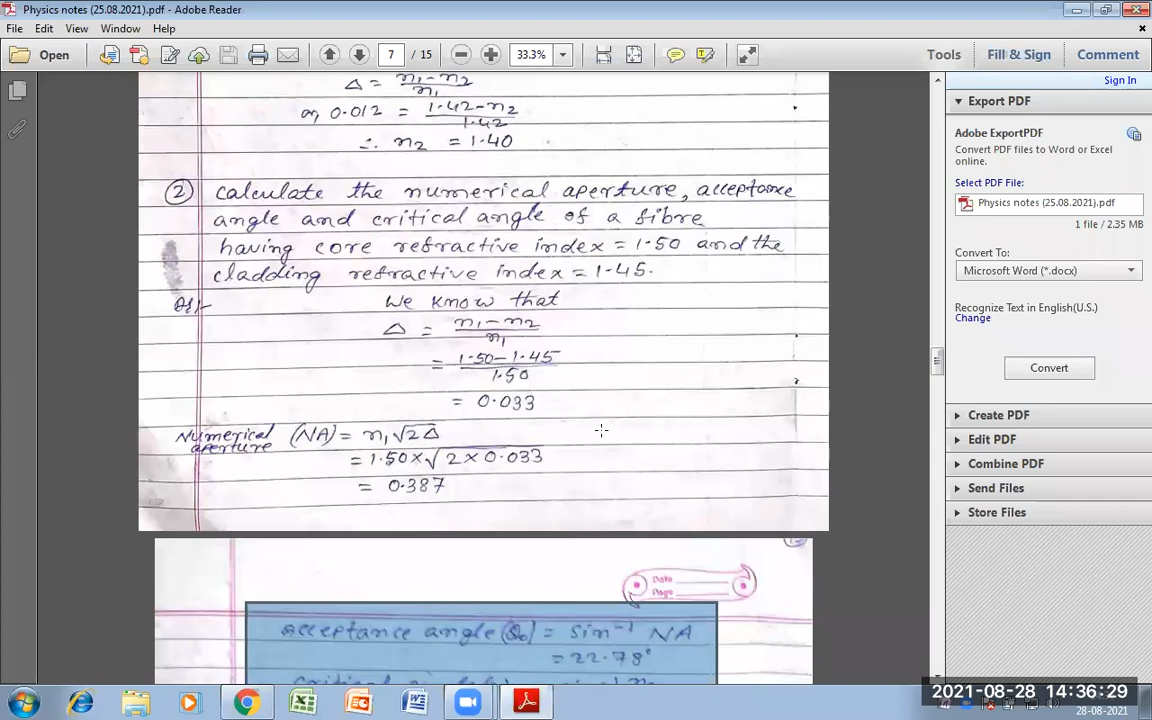 Physics notes (25.08.2021).pdf - Adobe Reader
File Edit View Window Help
Open 7 / 15 33.3% Tools Fill & Sign Comment
Sign In
Δ = n₁-n₂/n₁
or, 0.012 = 1.42-n₂/1.42
∴ n₂ = 1.40
② calculate the numerical aperture, acceptance
angle and critical angle of a fibre
having core refractive index = 1.50 and the
cladding refractive index = 1.45.
We know that
Δ = n₁-n₂/n₁
= 1.50-1.45/1.50
= 0.033
Numerical aperture (NA) = n₁√2Δ
= 1.50×√2×0.033
= 0.387
Date
Page
acceptance angle(θ₀) = sin⁻¹ NA
= 22.78°
Export PDF
Adobe ExportPDF
Convert PDF files to Word or Excel
online.
Select PDF File:
Physics notes (25.08.2021).pdf
1 file / 2.35 MB
Convert To:
Microsoft Word (*.docx)
Recognize Text in English(U.S.)
Change
Convert
Create PDF
Edit PDF
Combine PDF
Send Files
Store Files
2021-08-28 14:36:29
28-08-2021